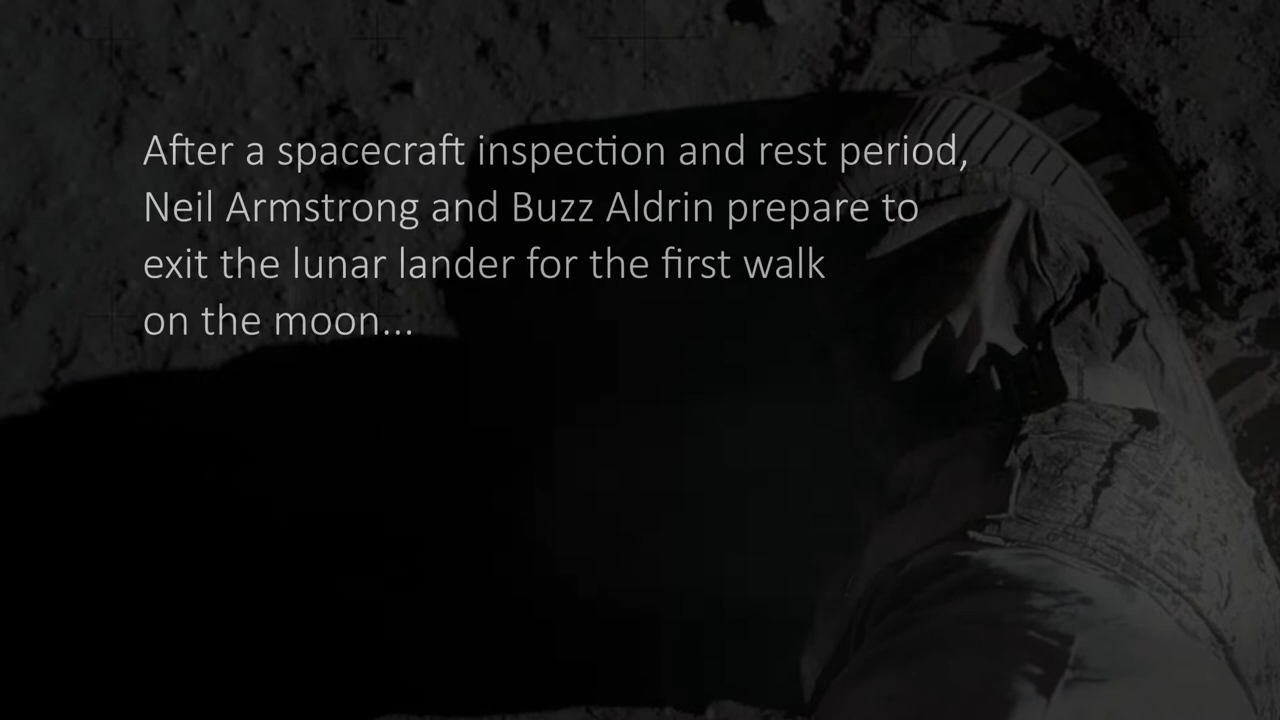 After a spacecraft inspection and rest period,
Neil Armstrong and Buzz Aldrin prepare to
exit the lunar lander for the first walk
on the moon...